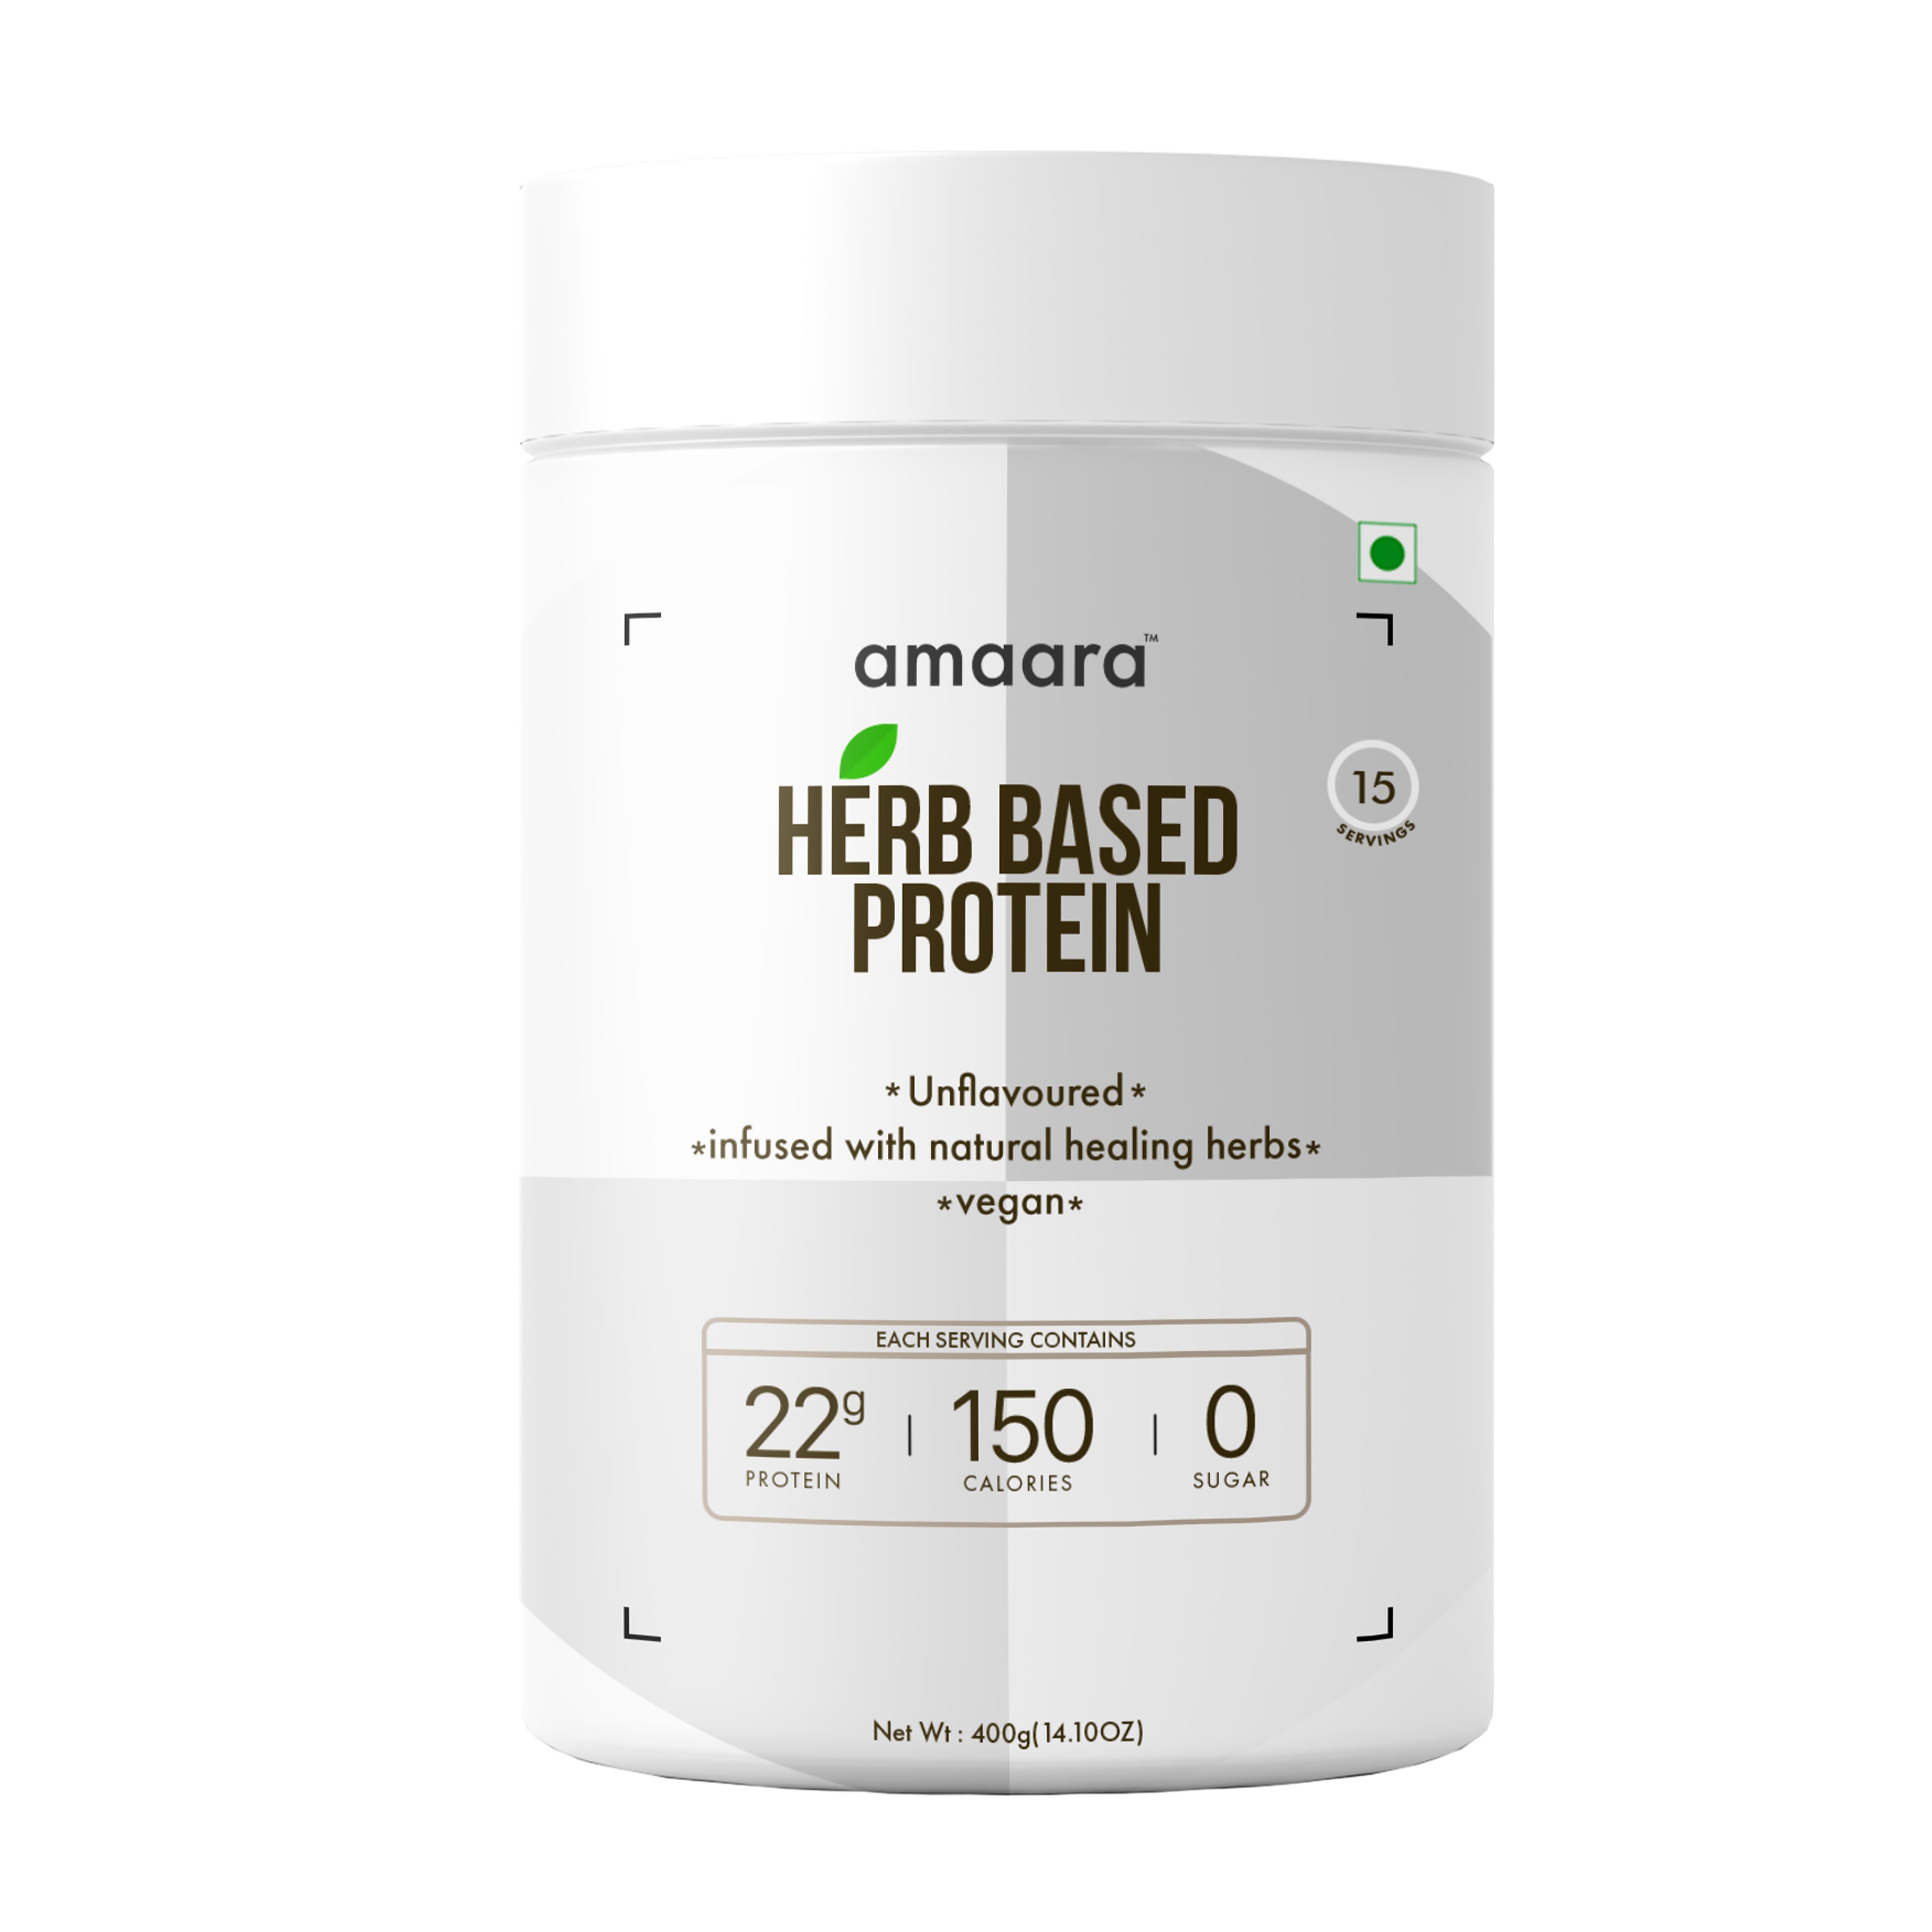 amaara™
HERB BASED
PROTEIN
15
SERVINGS
*Unflavoured*
*infused with natural healing herbs*
*vegan*
EACH SERVING CONTAINS
22g | 150 | 0
PROTEIN CALORIES SUGAR
Net Wt : 400g(14.10OZ)